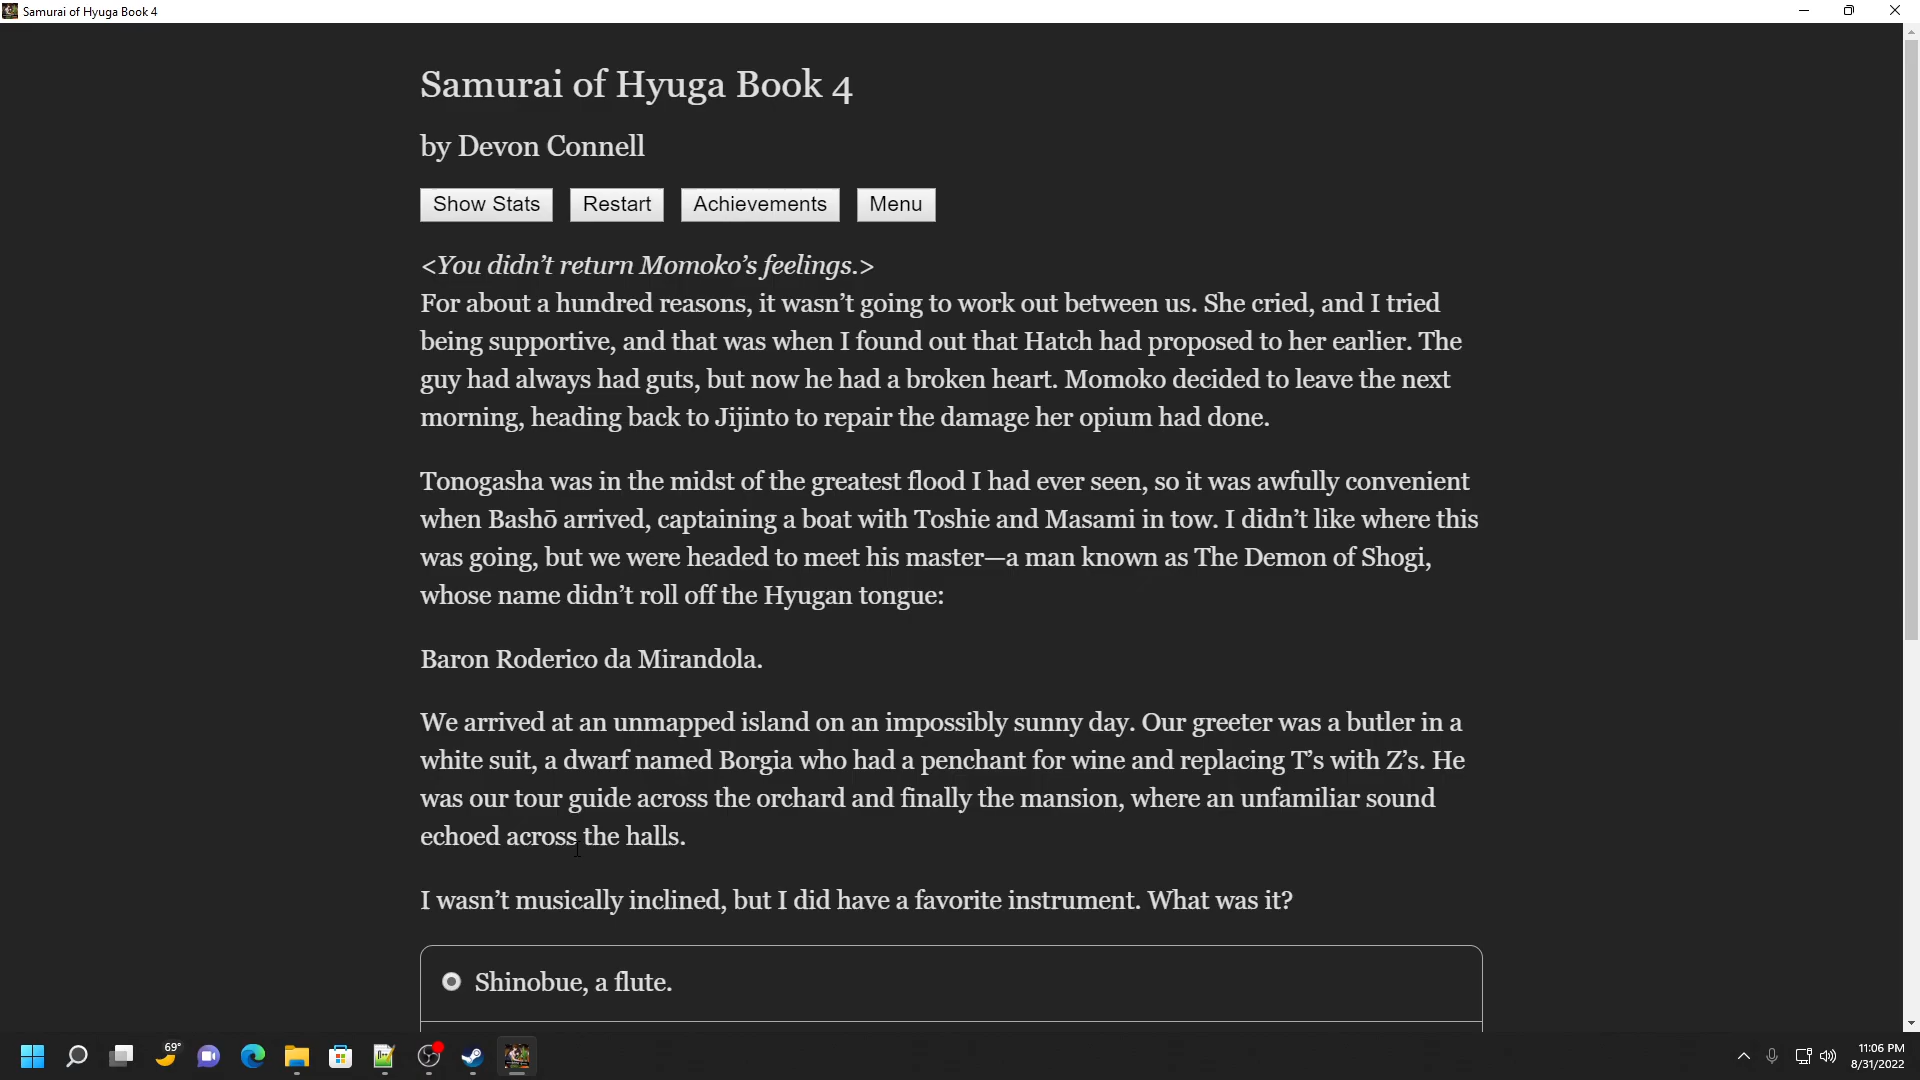 Samurai of Hyuga Book 4
Samurai of Hyuga Book 4
by Devon Connell
Show Stats Restart Achievements Menu
<You didn’t return Momoko’s feelings.>
For about a hundred reasons, it wasn’t going to work out between us. She cried, and I tried
being supportive, and that was when I found out that Hatch had proposed to her earlier. The
guy had always had guts, but now he had a broken heart. Momoko decided to leave the next
morning, heading back to Jijinto to repair the damage her opium had done.
Tonogasha was in the midst of the greatest flood I had ever seen, so it was awfully convenient
when Bashō arrived, captaining a boat with Toshie and Masami in tow. I didn’t like where this
was going, but we were headed to meet his master—a man known as The Demon of Shogi,
whose name didn’t roll off the Hyugan tongue:
Baron Roderico da Mirandola.
We arrived at an unmapped island on an impossibly sunny day. Our greeter was a butler in a
white suit, a dwarf named Borgia who had a penchant for wine and replacing T’s with Z’s. He
was our tour guide across the orchard and finally the mansion, where an unfamiliar sound
echoed across the halls.
I wasn’t musically inclined, but I did have a favorite instrument. What was it?
Shinobue, a flute.
69°
11:06 PM
8/31/2022